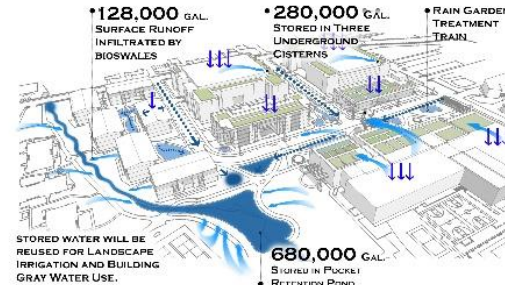 128,000 GAL.
SURFACE RUNOFF
INFILTRATED BY
BIOSWALES
280,000 GAL.
STORED IN THREE
UNDERGROUND
CISTERNS
RAIN GARDEN
TREATMENT
TRAIN
STORED WATER WILL BE
REUSED FOR LANDSCAPE
IRRIGATION AND BUILDING
GRAY WATER USE.
680,000 GAL.
STORED IN POCKET
RETENTION POND